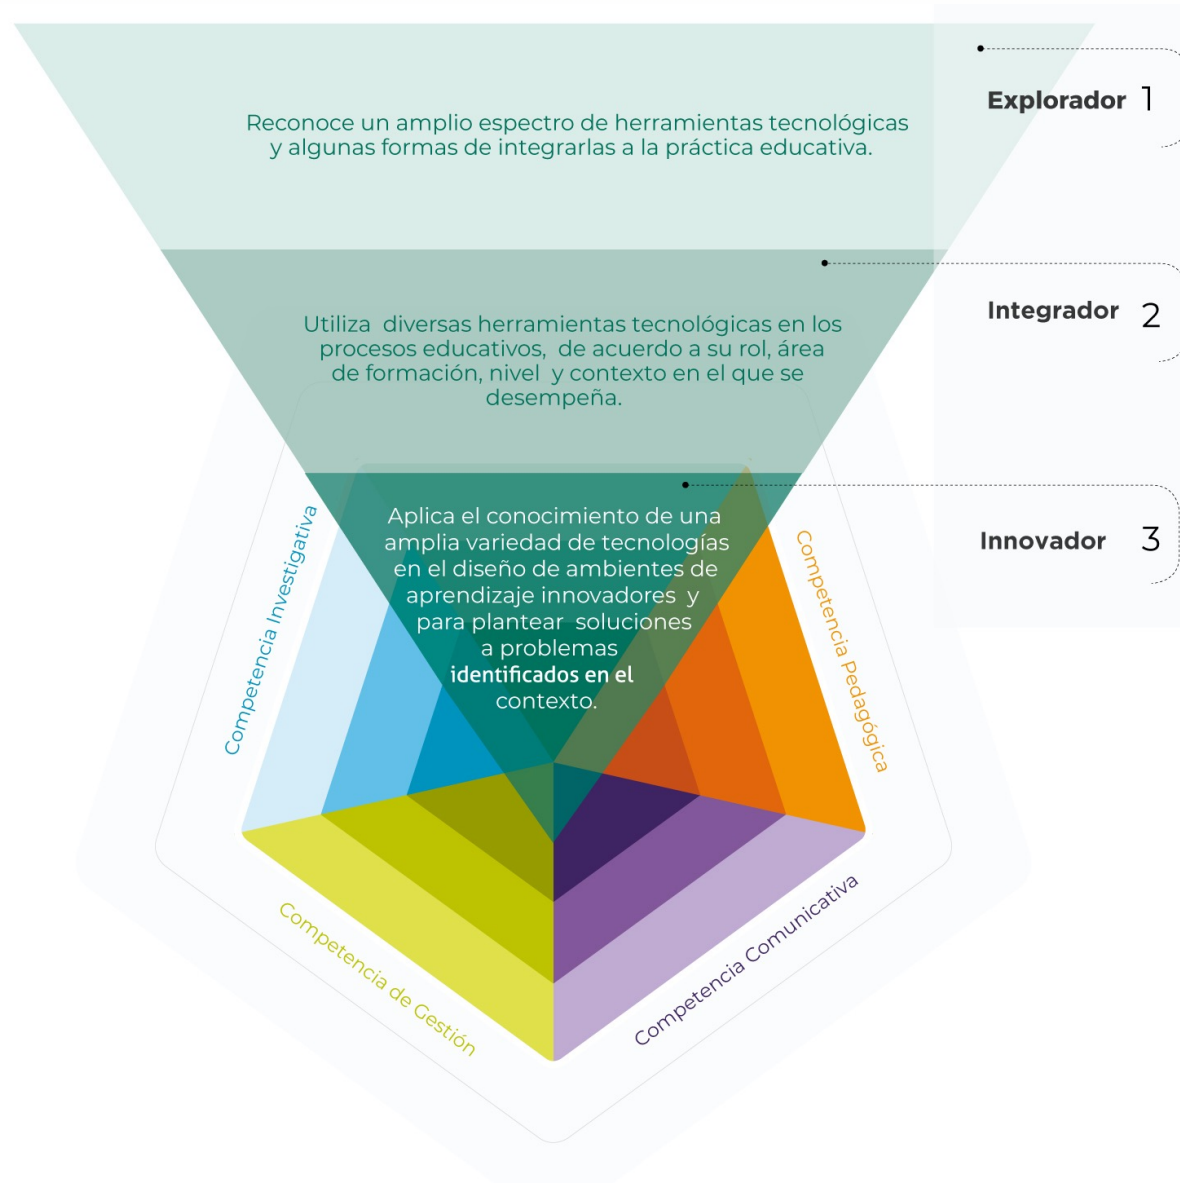 Explorador 1
Reconoce un amplio espectro de herramientas tecnológicas
y algunas formas de integrarlas a la práctica educativa.
Integrador 2
Utiliza diversas herramientas tecnológicas en los
procesos educativos, de acuerdo a su rol, área
de formación, nivel y contexto en el que se
desempeña.
Innovador 3
Aplica el conocimiento de una
amplia variedad de tecnologías
en el diseño de ambientes de
aprendizaje innovadores y
para plantear soluciones
a problemas
identificados en el
contexto.
Competencia Investigativa
Competencia Pedagógica
Competencia de Gestión
Competencia Comunicativa